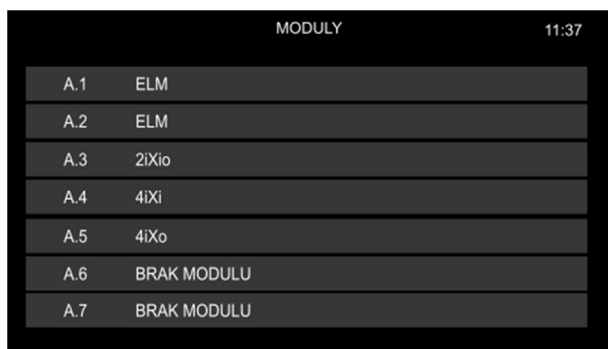 MODULY 11:37
A.1 ELM
A.2 ELM
A.3 2iXio
A.4 4iXi
A.5 4iXo
A.6 BRAK MODULU
A.7 BRAK MODULU